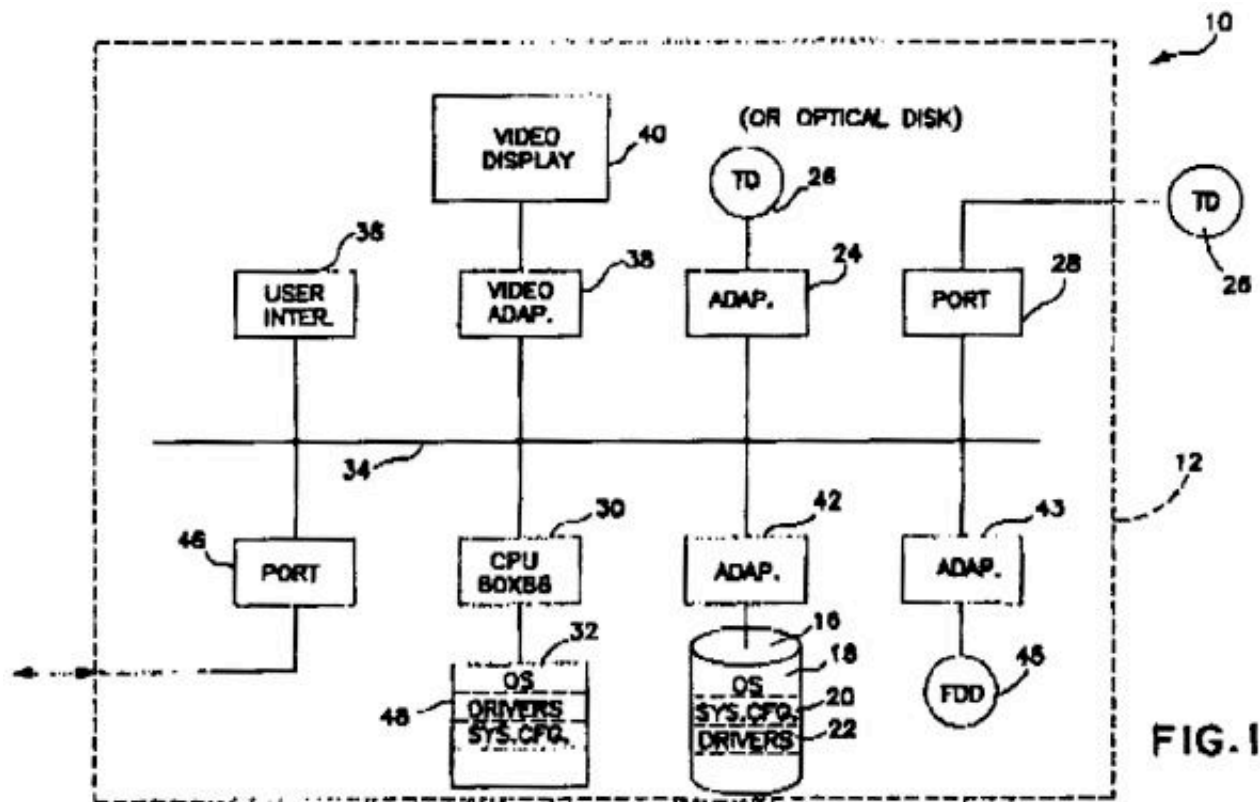 10
VIDEO
DISPLAY
40
(OR OPTICAL DISK)
TD
26
TD
26
36
USER
INTER.
38
VIDEO
ADAP.
24
ADAP.
28
PORT
34
12
46
PORT
30
CPU
80X86
42
ADAP.
43
ADAP.
32
OS
48
DRIVERS
SYS.CFG.
16
18
OS
20
SYS.CFG.
22
DRIVERS
FDD
45
FIG.1